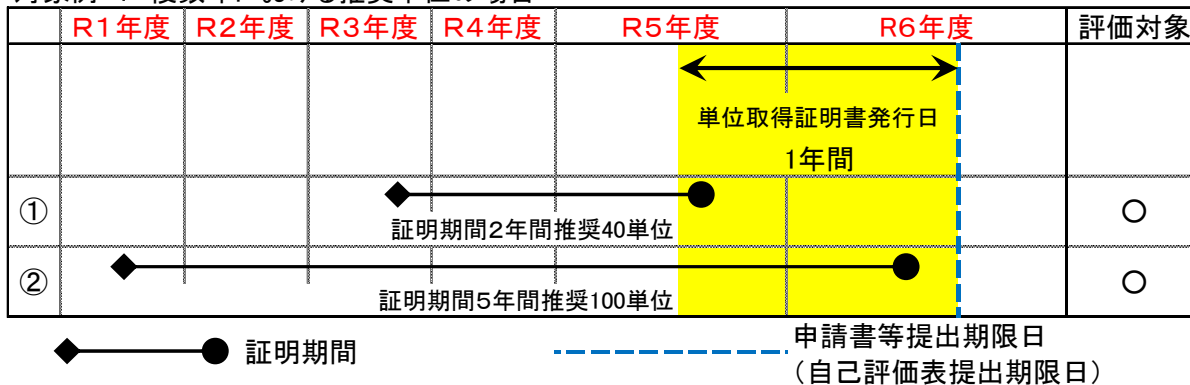 R1年度 R2年度 R3年度 R4年度 R5年度 R6年度 評価対象
単位取得証明書発行日
1年間
① ○
証明期間2年間推奨40単位
② ○
証明期間5年間推奨100単位
証明期間
申請書等提出期限日
（自己評価表提出期限日）